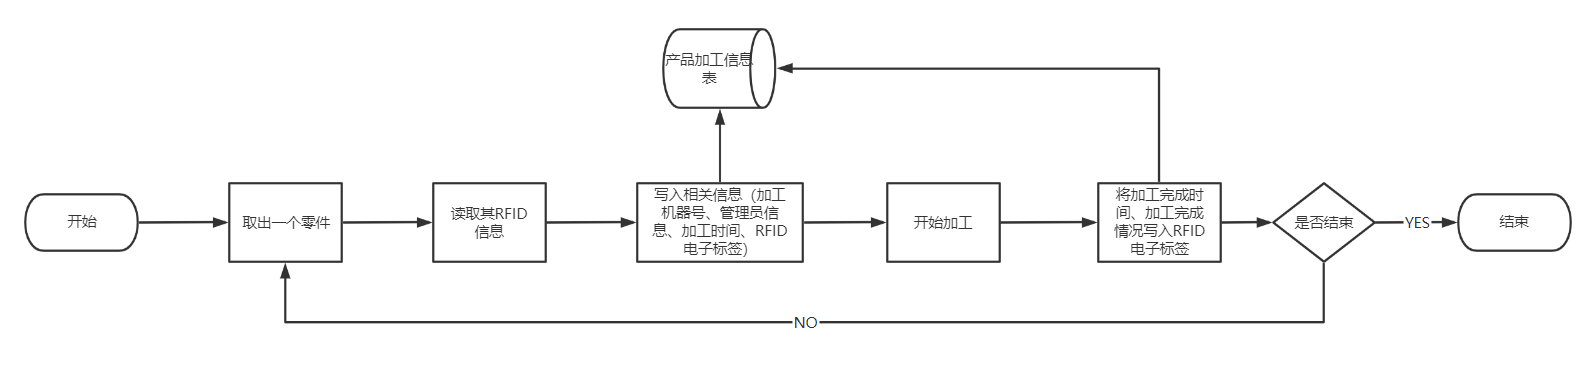 产品加工信息
表
开始
取出一个零件
读取其RFID
信息
写入相关信息（加工
机器号、管理员信
息、加工时间、RFID
电子标签）
开始加工
将加工完成时
间、加工完成
情况写入RFID
电子标签
是否结束
YES
结束
NO